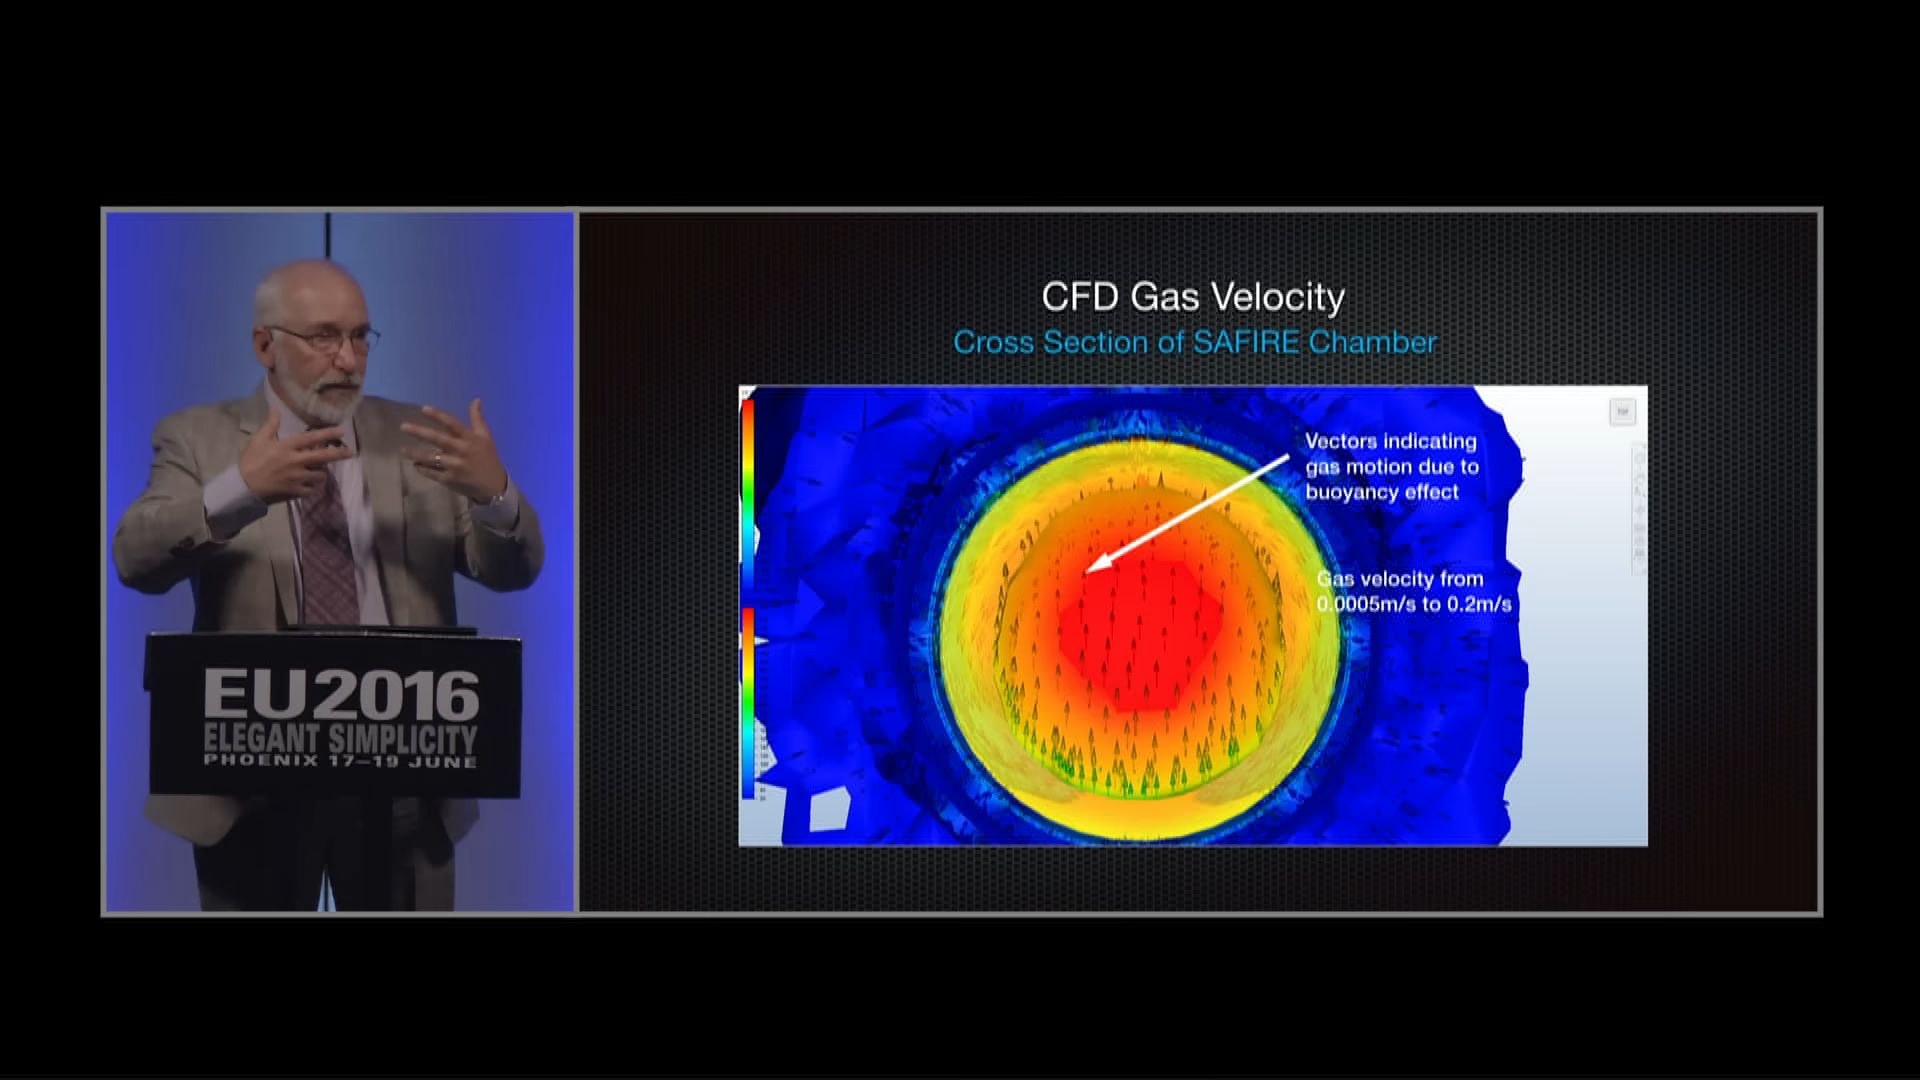 CFD Gas Velocity
Cross Section of SAFIRE Chamber
Vectors indicating
gas motion due to
buoyancy effect
Gas velocity from
0.0005m/s to 0.2m/s
EU2016
ELEGANT SIMPLICITY
PHOENIX 17–19 JUNE